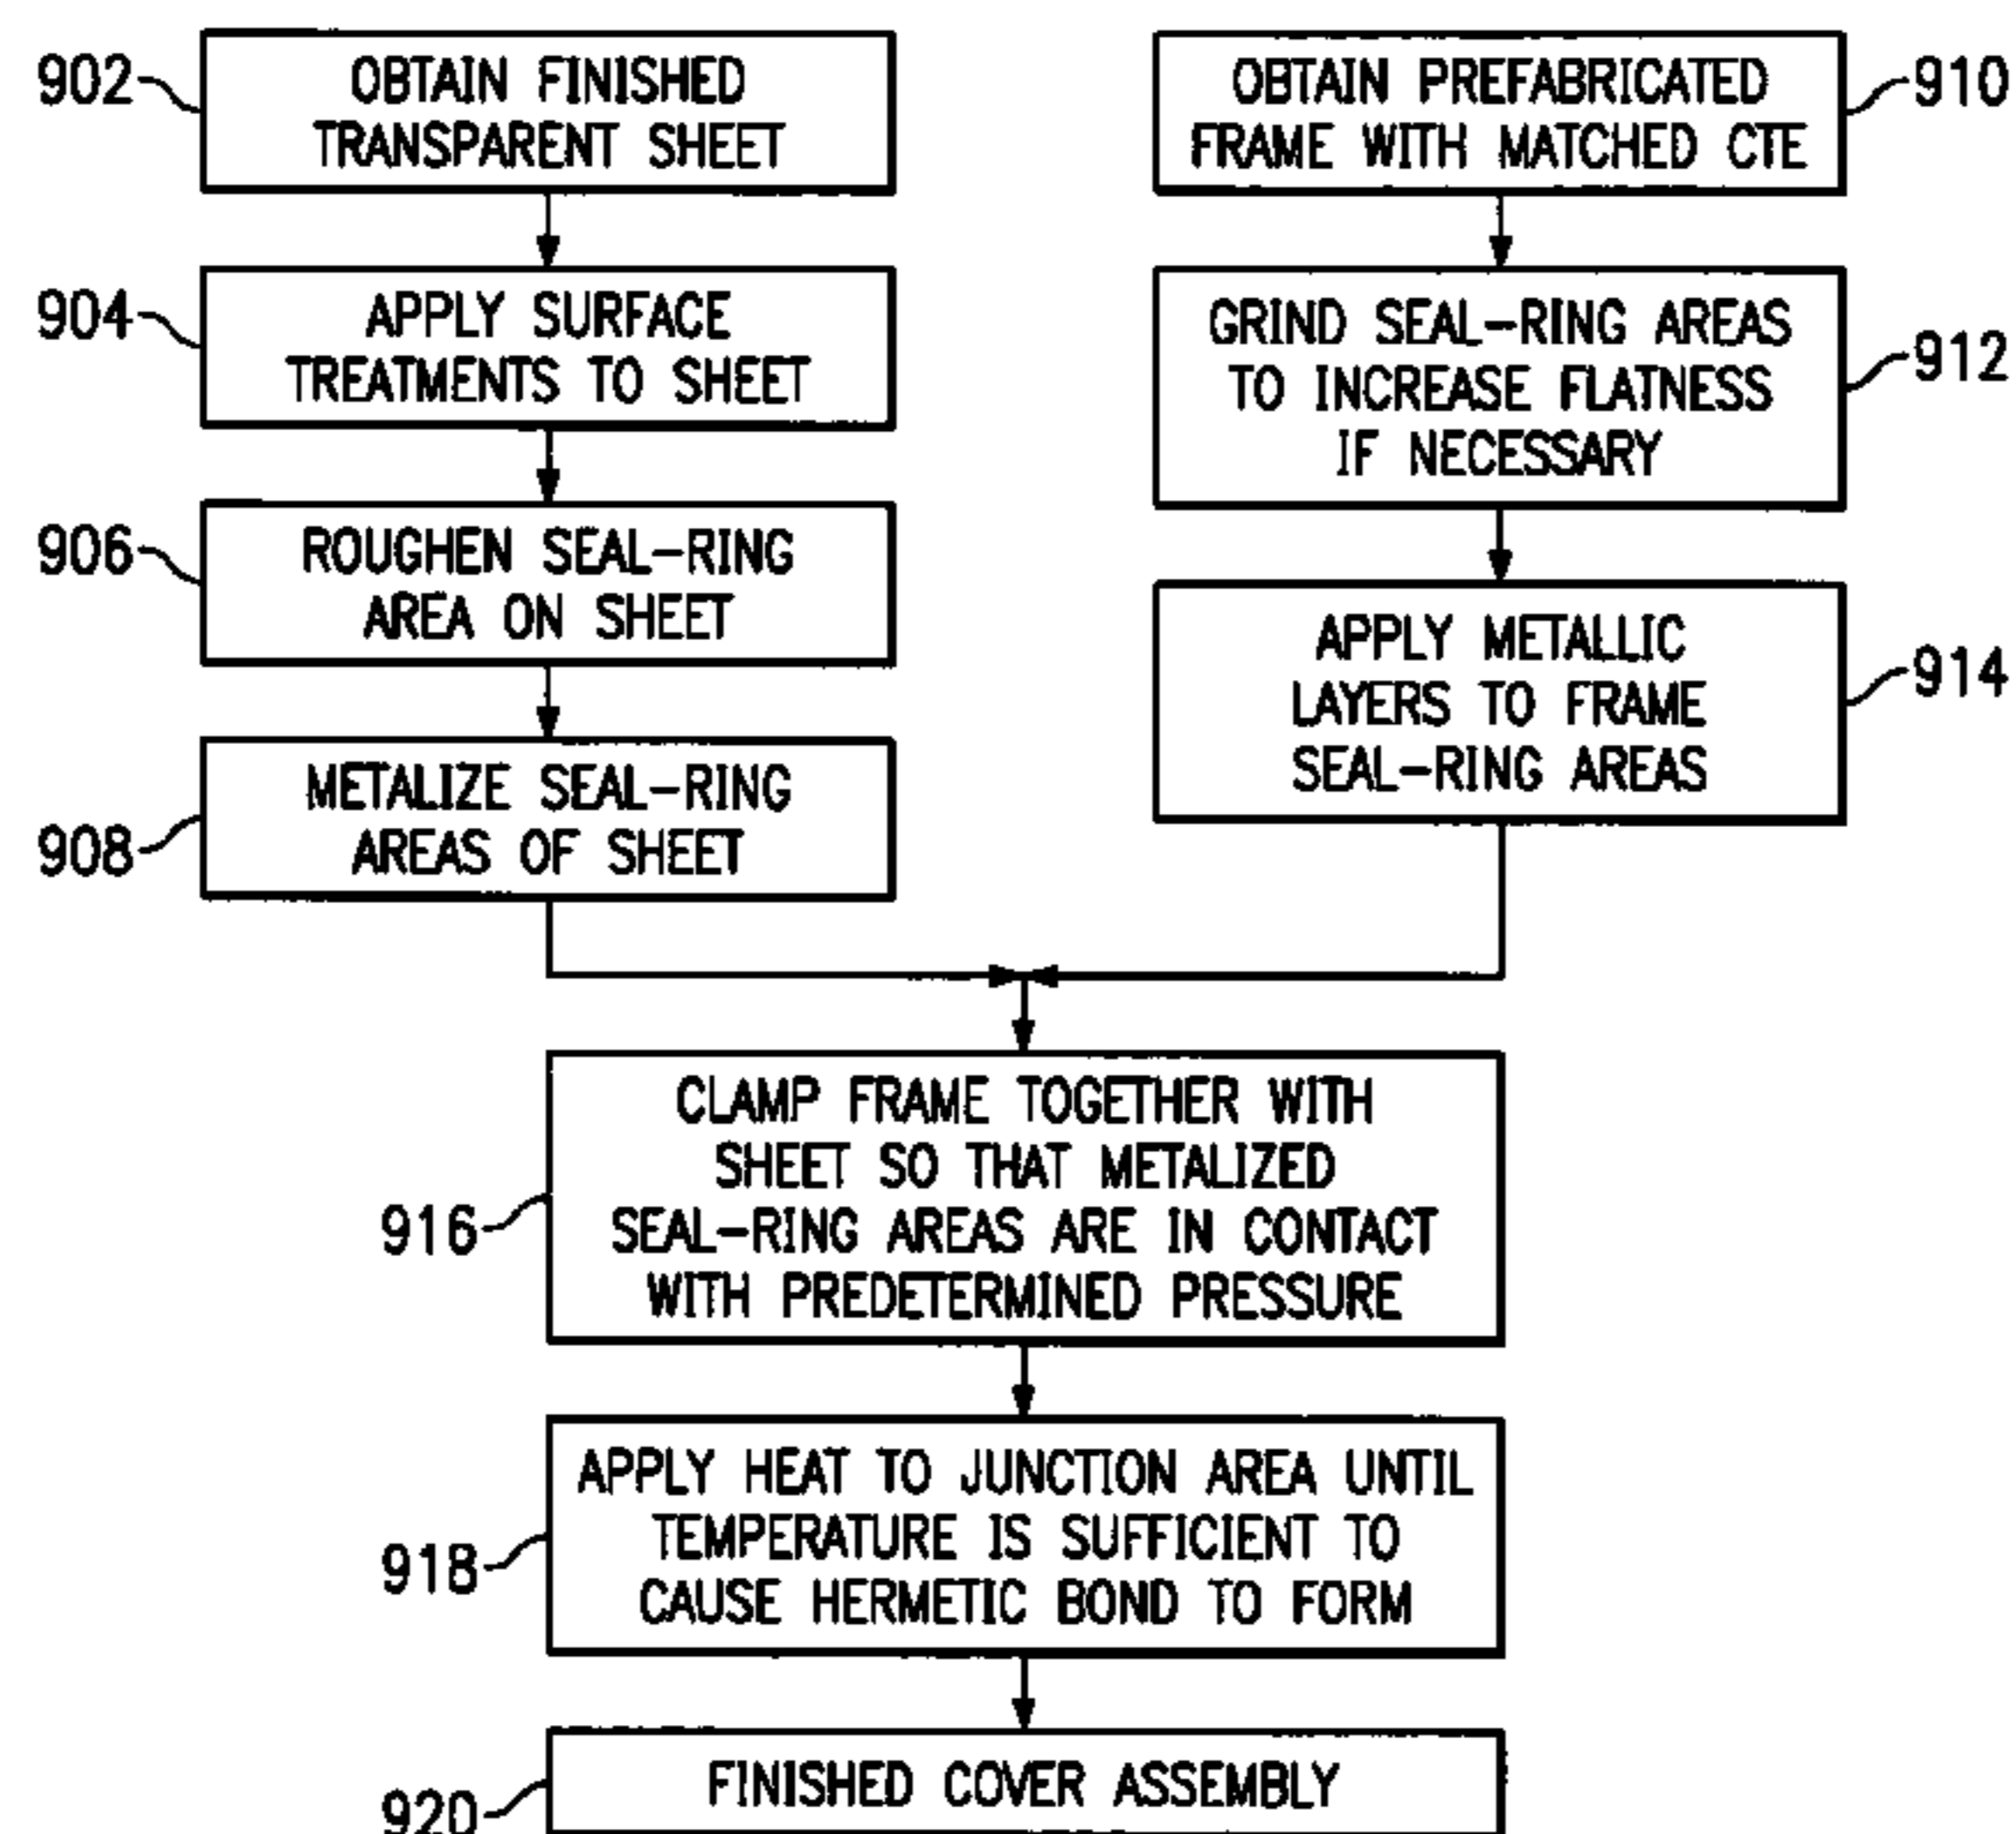 902
OBTAIN FINISHED
TRANSPARENT SHEET
904
APPLY SURFACE
TREATMENTS TO SHEET
906
ROUGHEN SEAL-RING
AREA ON SHEET
908
METALIZE SEAL-RING
AREAS OF SHEET
910
OBTAIN PREFABRICATED
FRAME WITH MATCHED CTE
912
GRIND SEAL-RING AREAS
TO INCREASE FLATNESS
IF NECESSARY
914
APPLY METALLIC
LAYERS TO FRAME
SEAL-RING AREAS
916
CLAMP FRAME TOGETHER WITH
SHEET SO THAT METALIZED
SEAL-RING AREAS ARE IN CONTACT
WITH PREDETERMINED PRESSURE
918
APPLY HEAT TO JUNCTION AREA UNTIL
TEMPERATURE IS SUFFICIENT TO
CAUSE HERMETIC BOND TO FORM
920
FINISHED COVER ASSEMBLY